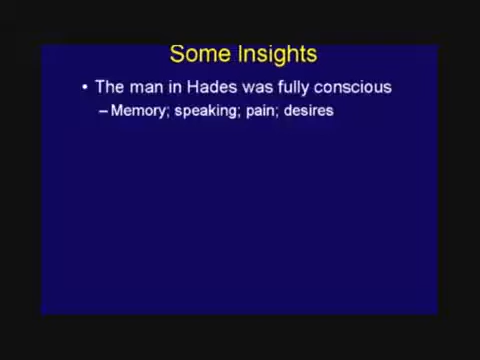 Some Insights
• The man in Hades was fully conscious
– Memory; speaking; pain; desires